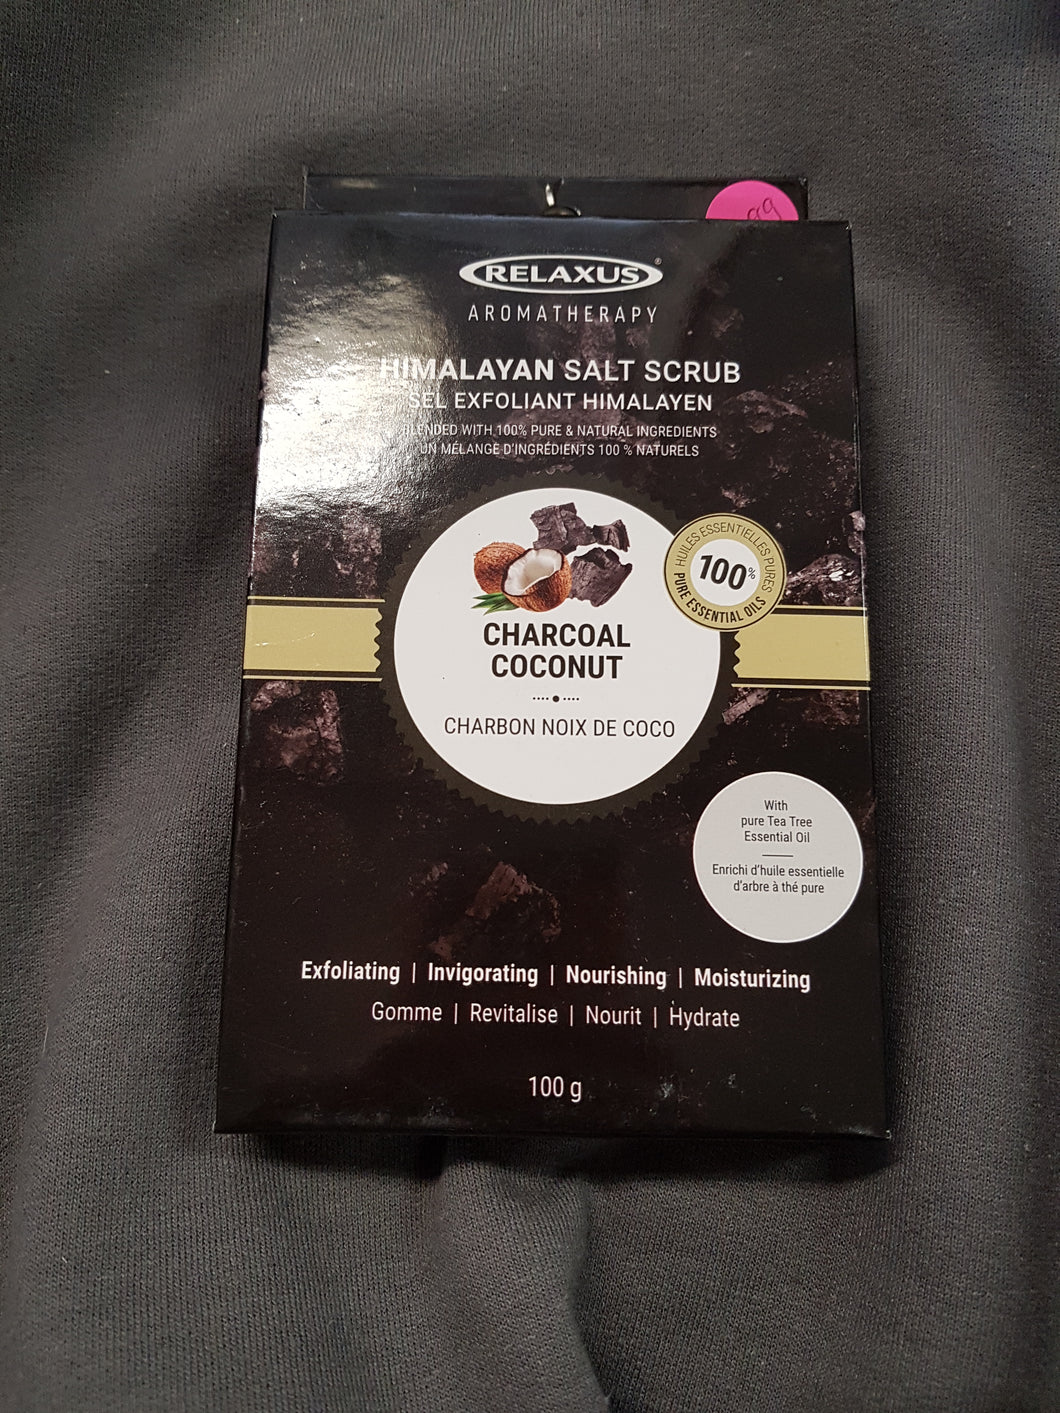 99
RELAXUS®
AROMATHERAPY
HIMALAYAN SALT SCRUB
SEL EXFOLIANT HIMALAYEN
BLENDED WITH 100% PURE & NATURAL INGREDIENTS
UN MÉLANGE D'INGRÉDIENTS 100 % NATURELS
HUILES ESSENTIELLES PURES
100%
PURE ESSENTIAL OILS
CHARCOAL
COCONUT
CHARBON NOIX DE COCO
With
pure Tea Tree
Essential Oil
Enrichi d'huile essentielle
d'arbre à thé pure
Exfoliating | Invigorating | Nourishing | Moisturizing
Gomme | Revitalise | Nourit | Hydrate
100 g